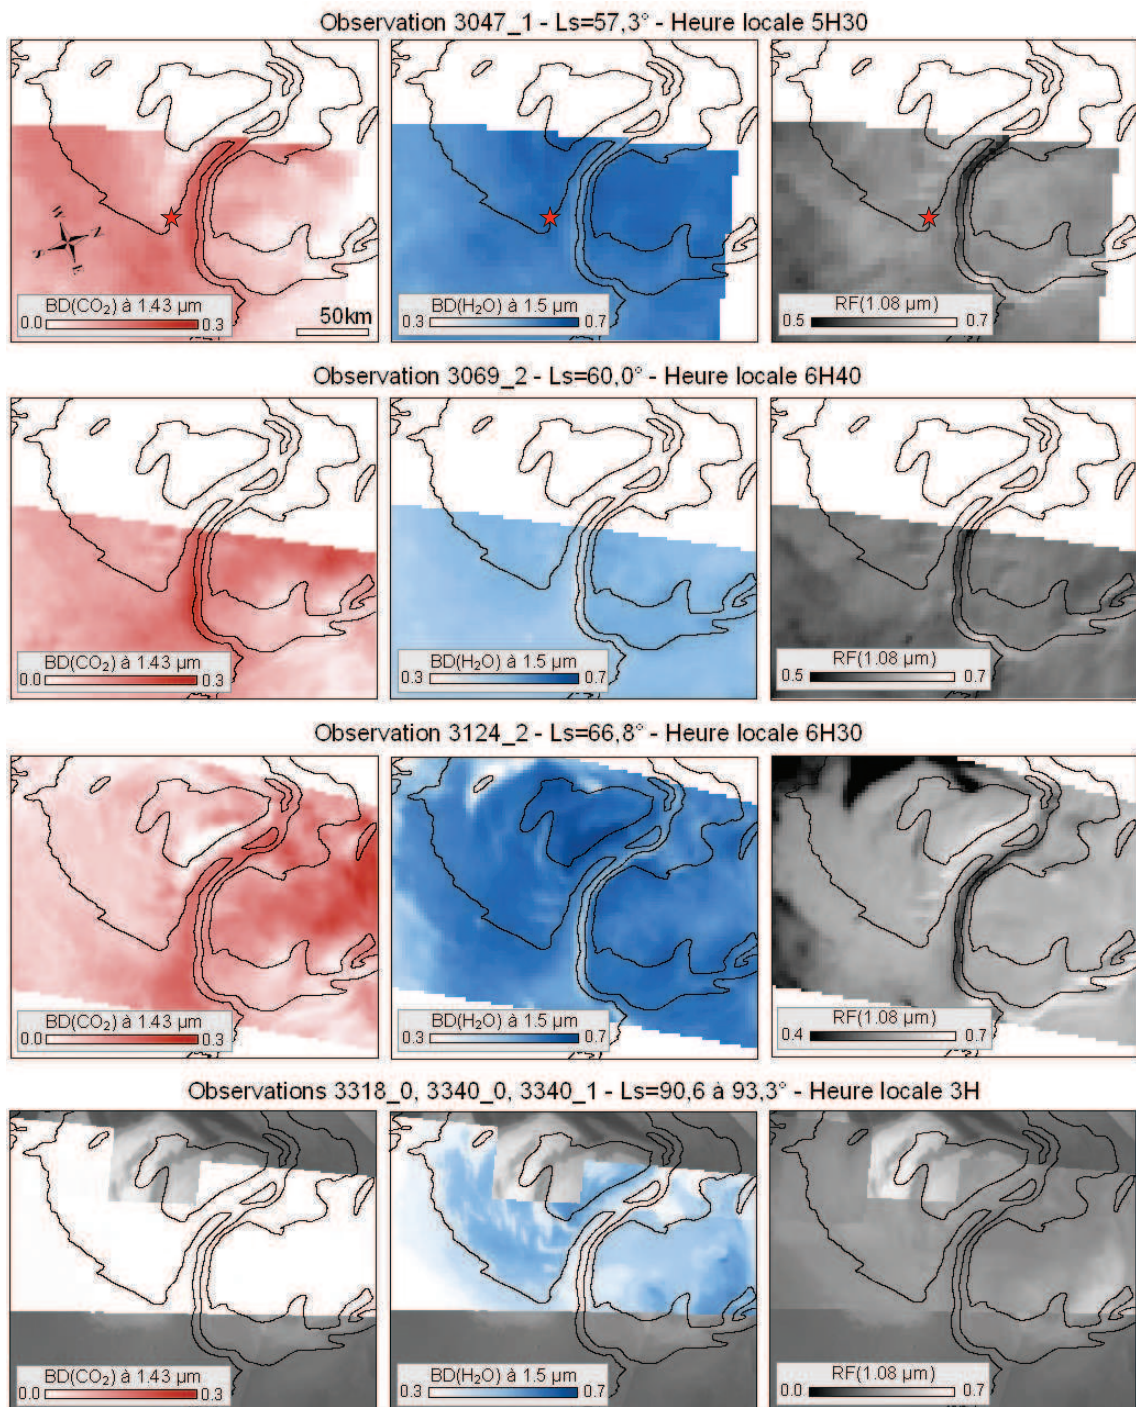 Observation 3047_1 - Ls=57,3° - Heure locale 5H30
BD(CO₂) à 1.43 µm
0.0 0.3
50km
BD(H₂O) à 1.5 µm
0.3 0.7
RF(1.08 µm)
0.5 0.7
Observation 3069_2 - Ls=60,0° - Heure locale 6H40
BD(CO₂) à 1.43 µm
0.0 0.3
BD(H₂O) à 1.5 µm
0.3 0.7
RF(1.08 µm)
0.5 0.7
Observation 3124_2 - Ls=66,8° - Heure locale 6H30
BD(CO₂) à 1.43 µm
0.0 0.3
BD(H₂O) à 1.5 µm
0.3 0.7
RF(1.08 µm)
0.4 0.7
Observations 3318_0, 3340_0, 3340_1 - Ls=90,6 à 93,3° - Heure locale 3H
BD(CO₂) à 1.43 µm
0.0 0.3
BD(H₂O) à 1.5 µm
0.3 0.7
RF(1.08 µm)
0.0 0.7